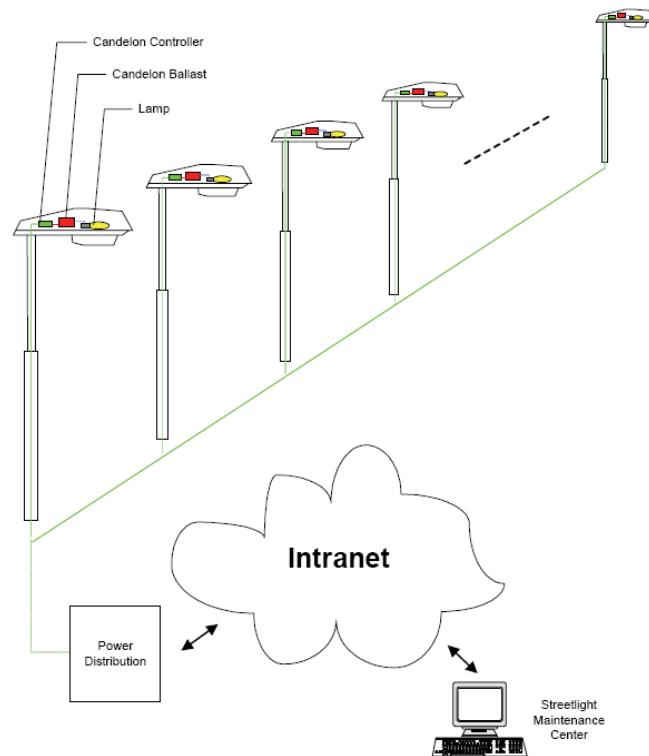 Candelon Controller
Candelon Ballast
Lamp
Intranet
Power
Distribution
Streetlight
Maintenance
Center